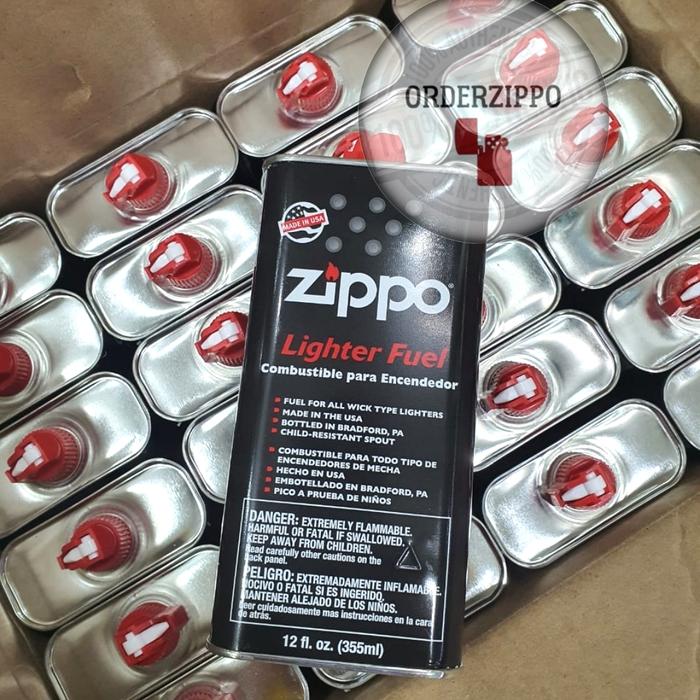 ORDERZIPPO
MADE IN USA
zippo
Lighter Fuel
Combustible para Encendedor
FUEL FOR ALL WICK TYPE LIGHTERS
MADE IN THE USA
BOTTLED IN BRADFORD, PA
CHILD-RESISTANT SPOUT
COMBUSTIBLE PARA TODO TIPO DE
ENCENDEDORES DE MECHA
HECHO EN USA
EMBOTELLADO EN BRADFORD, PA
PICO A PRUEBA DE NIÑOS
DANGER: EXTREMELY FLAMMABLE.
HARMFUL OR FATAL IF SWALLOWED.
KEEP AWAY FROM CHILDREN.
Read carefully other cautions on the
back panel.
PELIGRO: EXTREMADAMENTE INFLAMABLE.
NOCIVO O FATAL SI ES INGERIDO.
MANTENER ALEJADO DE LOS NIÑOS.
Leer cuidadosamente mas instrucciones en la cara
de atrás.
12 fl. oz. (355ml)